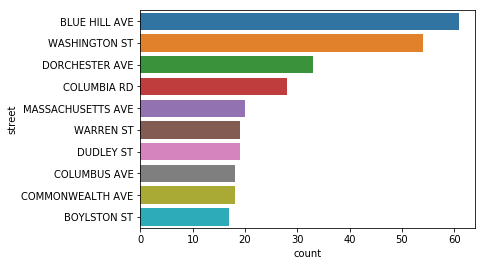 BLUE HILL AVE
WASHINGTON ST
DORCHESTER AVE
COLUMBIA RD
MASSACHUSETTS AVE
WARREN ST
DUDLEY ST
COLUMBUS AVE
COMMONWEALTH AVE
BOYLSTON ST
street
0 10 20 30 40 50 60
count